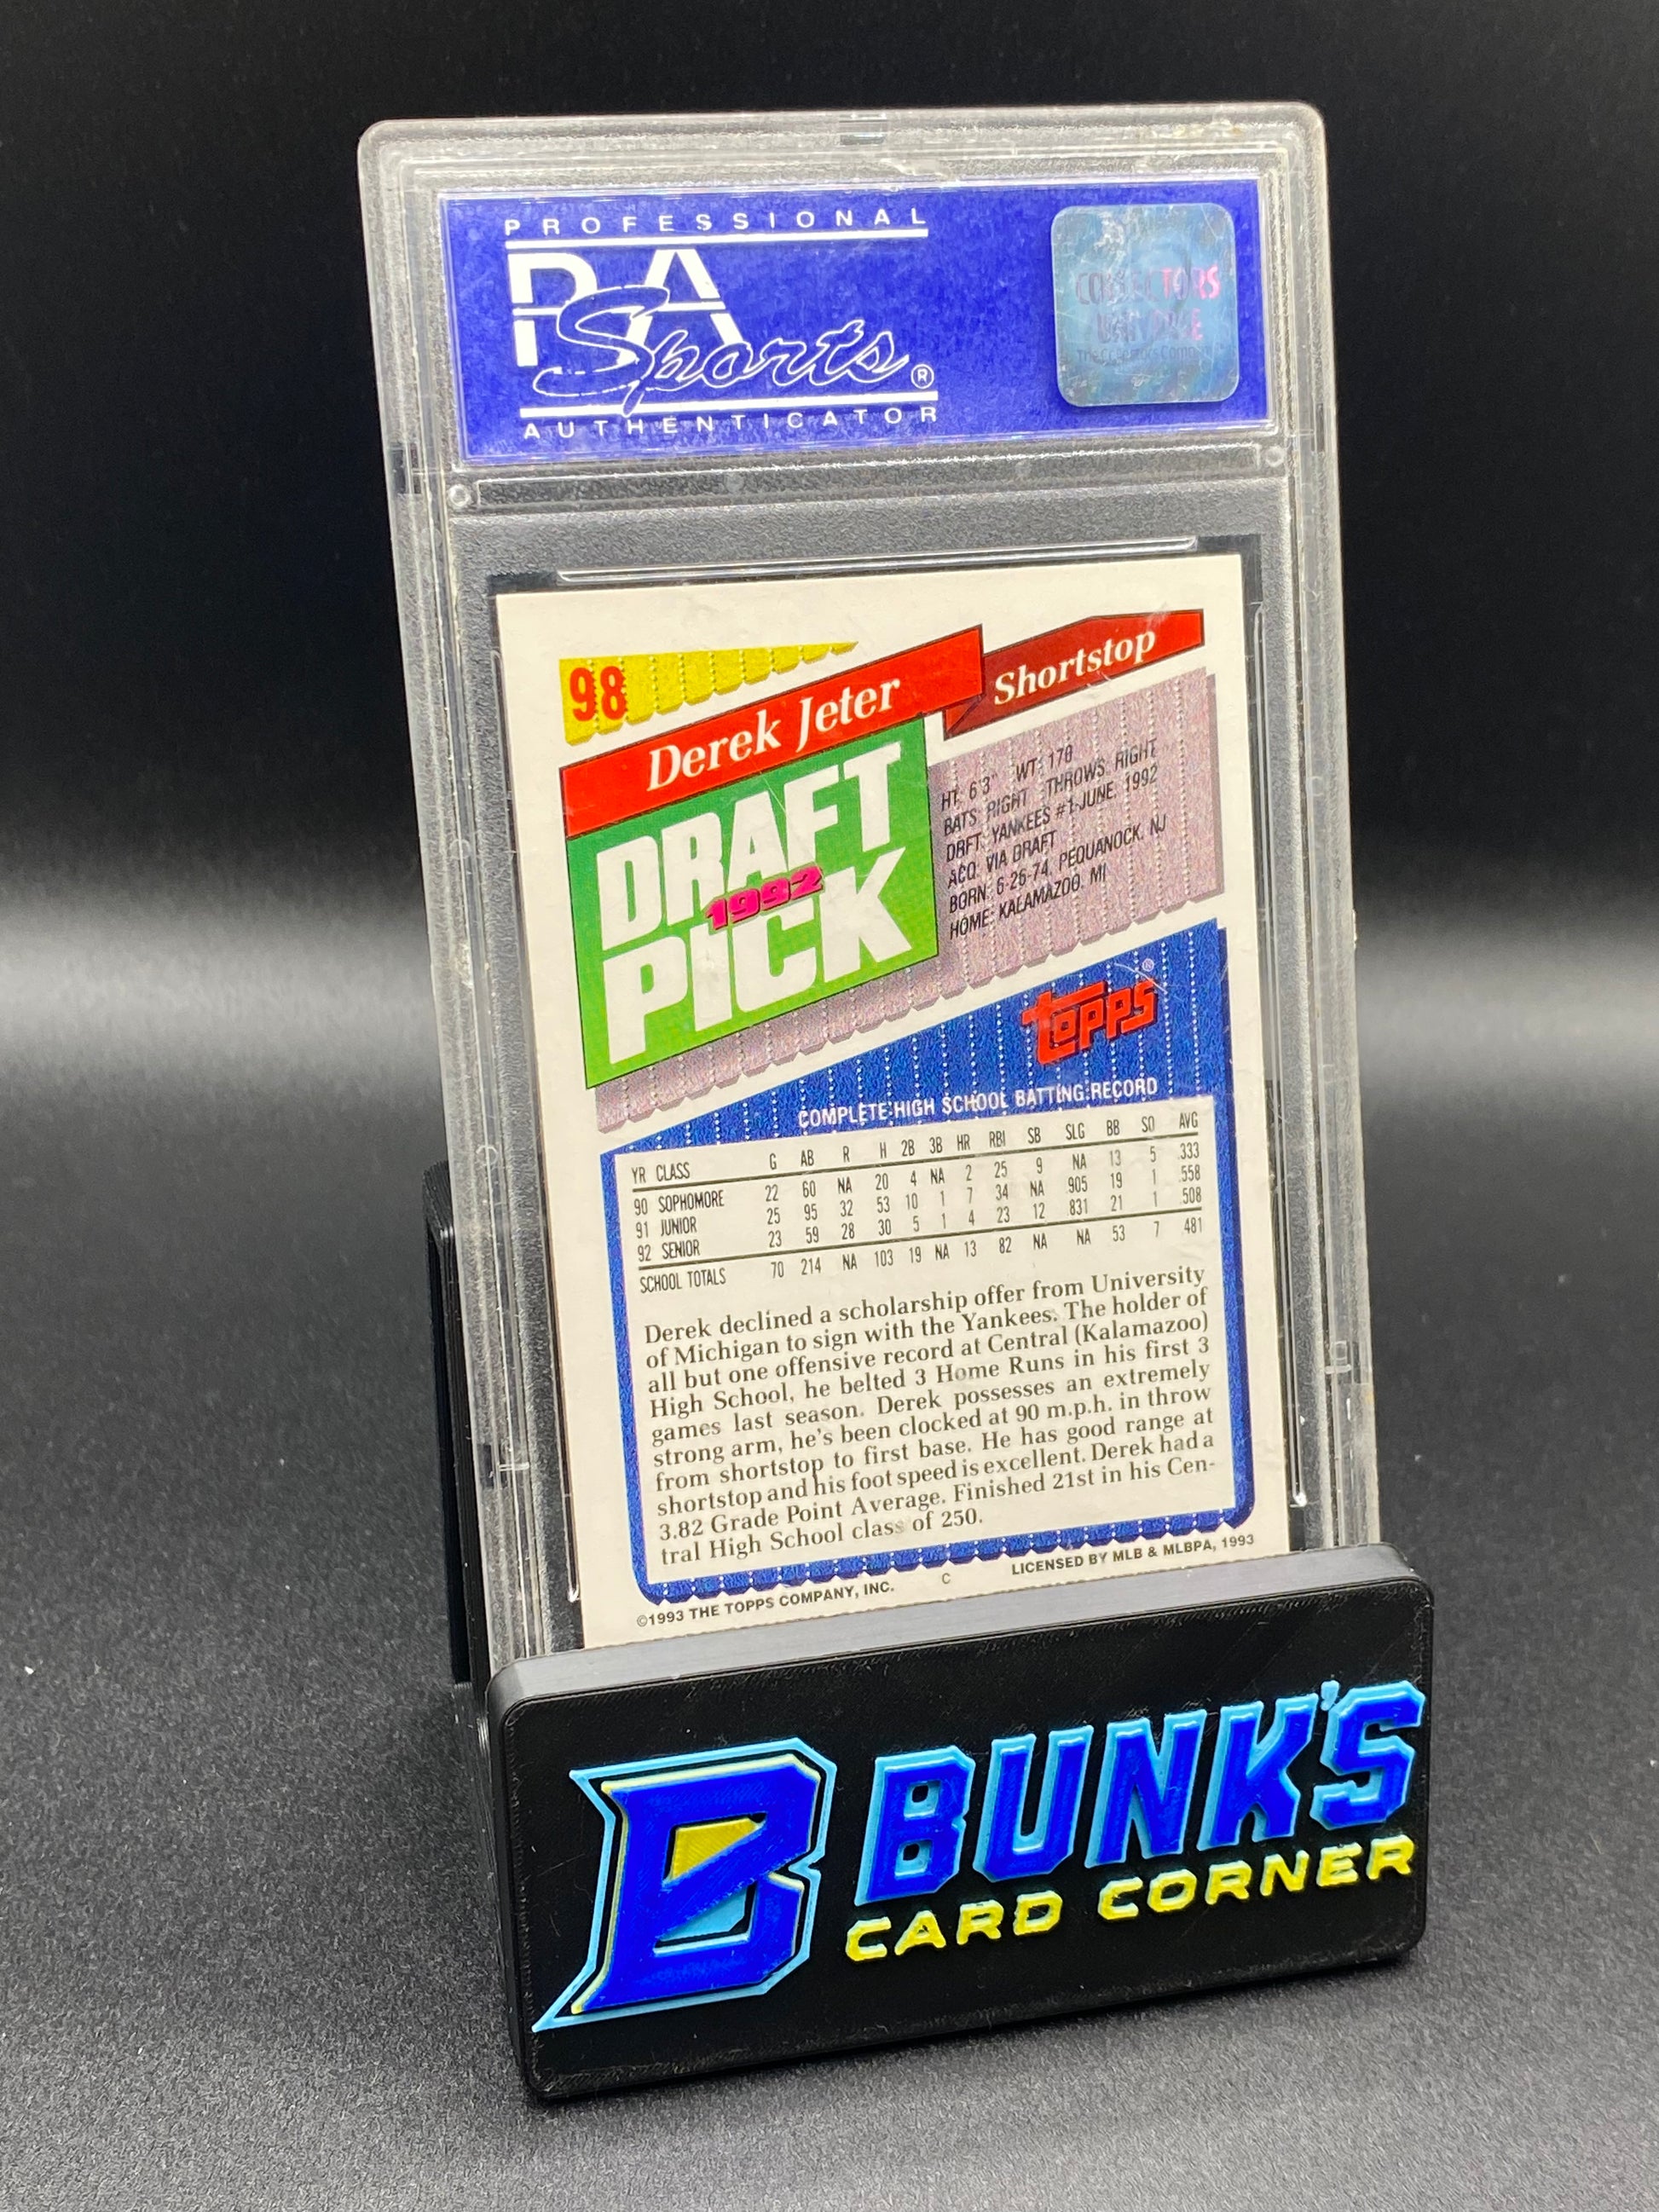 PROFESSIONAL
Sports®
AUTHENTICATOR
COLLECTORS
98
Derek Jeter
Shortstop
DRAFT
1992
PICK
HT: 6'3" WT: 178
BATS: RIGHT THROWS: RIGHT
DRFT: YANKEES #1-JUNE, 1992
ACQ: VIA DRAFT
BORN: 6-26-74, PEQUANOCK, NJ
HOME: KALAMAZOO, MI
topps®
COMPLETE HIGH SCHOOL BATTING RECORD
YR CLASS G AB R H 2B 3B HR RBI SB SLG BB SO AVG
90 SOPHOMORE 22 60 NA 20 4 NA 2 25 9 NA 13 5 .333
91 JUNIOR 25 95 32 53 10 1 7 34 NA .905 19 1 .558
92 SENIOR 23 59 28 30 5 1 4 23 12 .831 21 1 .508
SCHOOL TOTALS 70 214 NA 103 19 NA 13 82 NA NA 53 7 .481
Derek declined a scholarship offer from University
of Michigan to sign with the Yankees. The holder of
all but one offensive record at Central (Kalamazoo)
High School, he belted 3 Home Runs in his first 3
games last season. Derek possesses an extremely
strong arm, he's been clocked at 90 m.p.h. in throw
from shortstop to first base. He has good range at
shortstop and his foot speed is excellent. Derek had a
3.82 Grade Point Average. Finished 21st in his Cen-
tral High School class of 250.
©1993 THE TOPPS COMPANY, INC. C LICENSED BY MLB & MLBPA, 1993
B BUNK'S
CARD CORNER